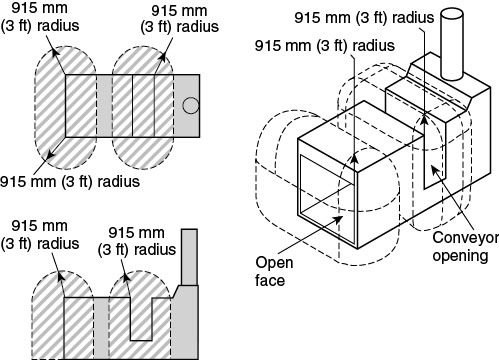 915 mm
(3 ft) radius
915 mm
(3 ft) radius
915 mm (3 ft) radius
915 mm
(3 ft) radius
915 mm
(3 ft) radius
915 mm (3 ft) radius
915 mm (3 ft) radius
Open
face
Conveyor
opening